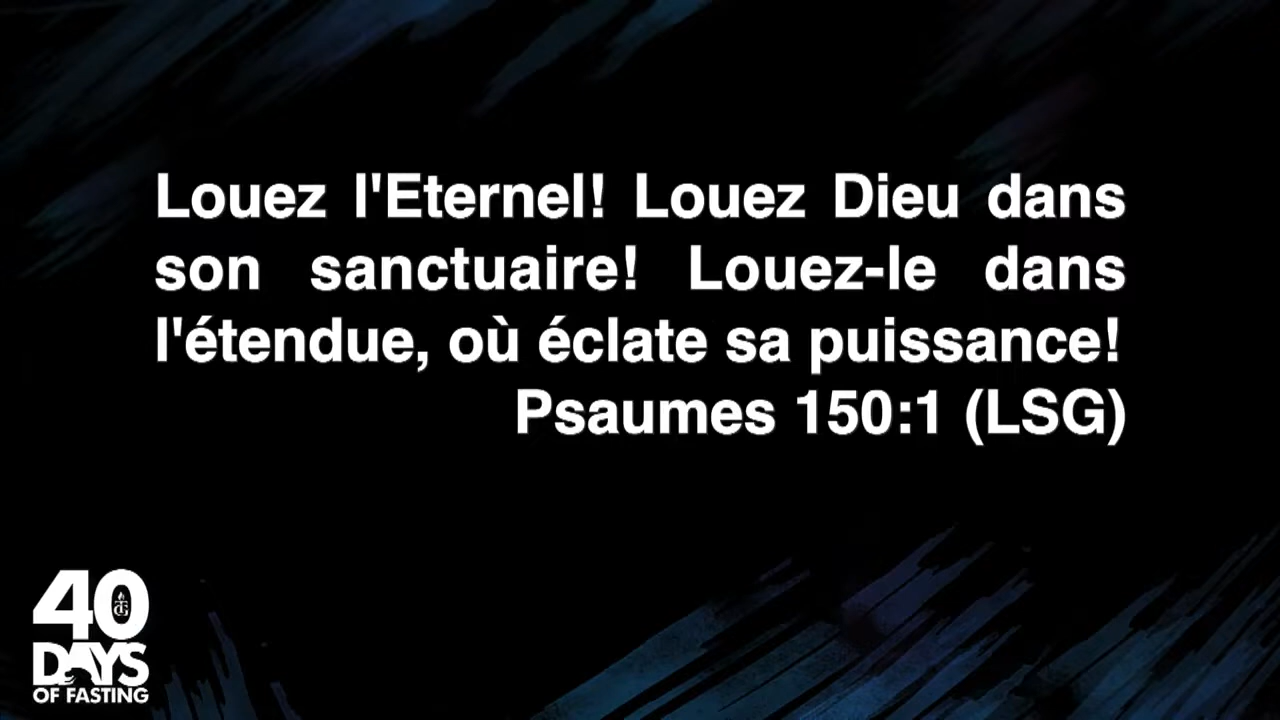 Louez l'Eternel! Louez Dieu dans
son sanctuaire! Louez-le dans
l'étendue, où éclate sa puissance!
Psaumes 150:1 (LSG)
40
DAYS
OF FASTING